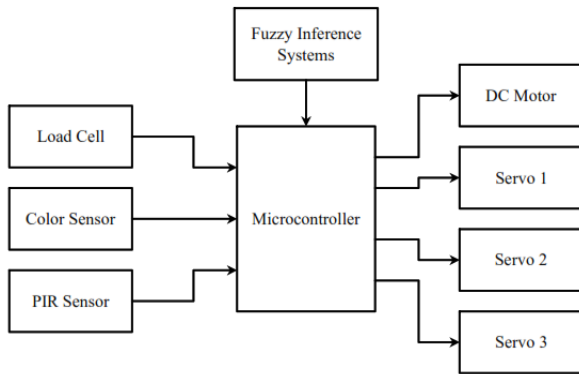 Fuzzy Inference
Systems
DC Motor
Load Cell
Servo 1
Color Sensor
Microcontroller
Servo 2
PIR Sensor
Servo 3